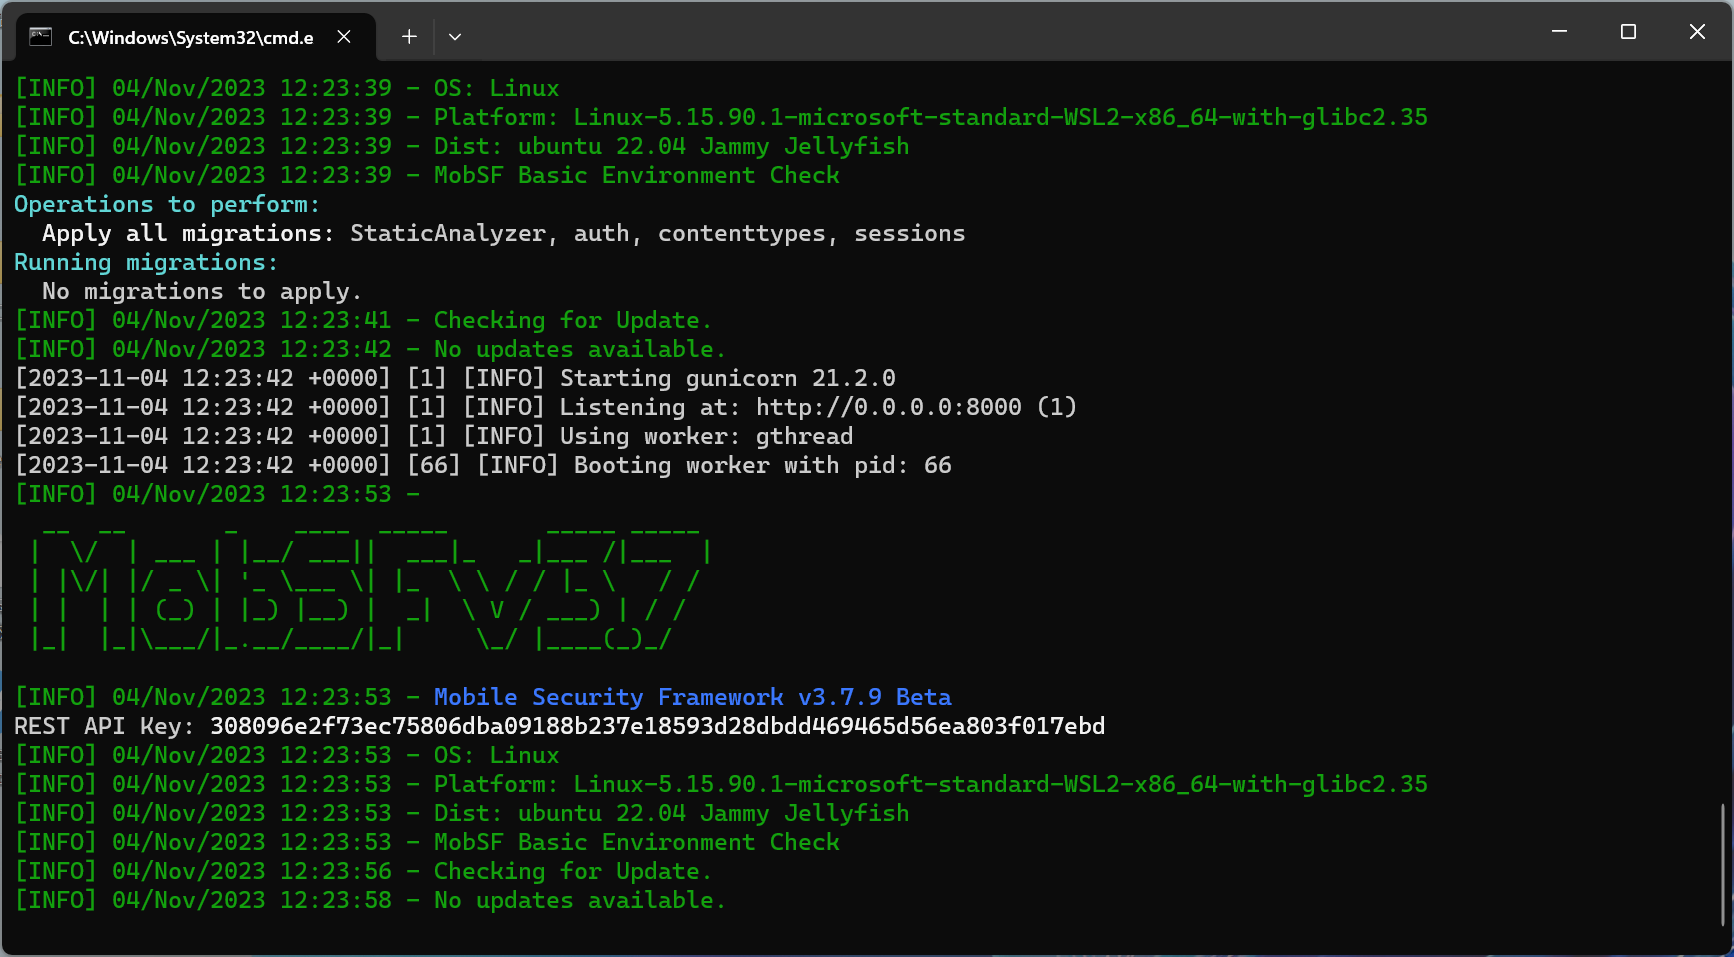 C:\Windows\System32\cmd.e
[INFO] 04/Nov/2023 12:23:39 - OS: Linux
[INFO] 04/Nov/2023 12:23:39 - Platform: Linux-5.15.90.1-microsoft-standard-WSL2-x86_64-with-glibc2.35
[INFO] 04/Nov/2023 12:23:39 - Dist: ubuntu 22.04 Jammy Jellyfish
[INFO] 04/Nov/2023 12:23:39 - MobSF Basic Environment Check
Operations to perform:
  Apply all migrations: StaticAnalyzer, auth, contenttypes, sessions
Running migrations:
  No migrations to apply.
[INFO] 04/Nov/2023 12:23:41 - Checking for Update.
[INFO] 04/Nov/2023 12:23:42 - No updates available.
[2023-11-04 12:23:42 +0000] [1] [INFO] Starting gunicorn 21.2.0
[2023-11-04 12:23:42 +0000] [1] [INFO] Listening at: http://0.0.0.0:8000 (1)
[2023-11-04 12:23:42 +0000] [1] [INFO] Using worker: gthread
[2023-11-04 12:23:42 +0000] [66] [INFO] Booting worker with pid: 66
[INFO] 04/Nov/2023 12:23:53 -
MobSF v3.7
[INFO] 04/Nov/2023 12:23:53 - Mobile Security Framework v3.7.9 Beta
REST API Key: 308096e2f73ec75806dba09188b237e18593d28dbdd469465d56ea803f017ebd
[INFO] 04/Nov/2023 12:23:53 - OS: Linux
[INFO] 04/Nov/2023 12:23:53 - Platform: Linux-5.15.90.1-microsoft-standard-WSL2-x86_64-with-glibc2.35
[INFO] 04/Nov/2023 12:23:53 - Dist: ubuntu 22.04 Jammy Jellyfish
[INFO] 04/Nov/2023 12:23:53 - MobSF Basic Environment Check
[INFO] 04/Nov/2023 12:23:56 - Checking for Update.
[INFO] 04/Nov/2023 12:23:58 - No updates available.